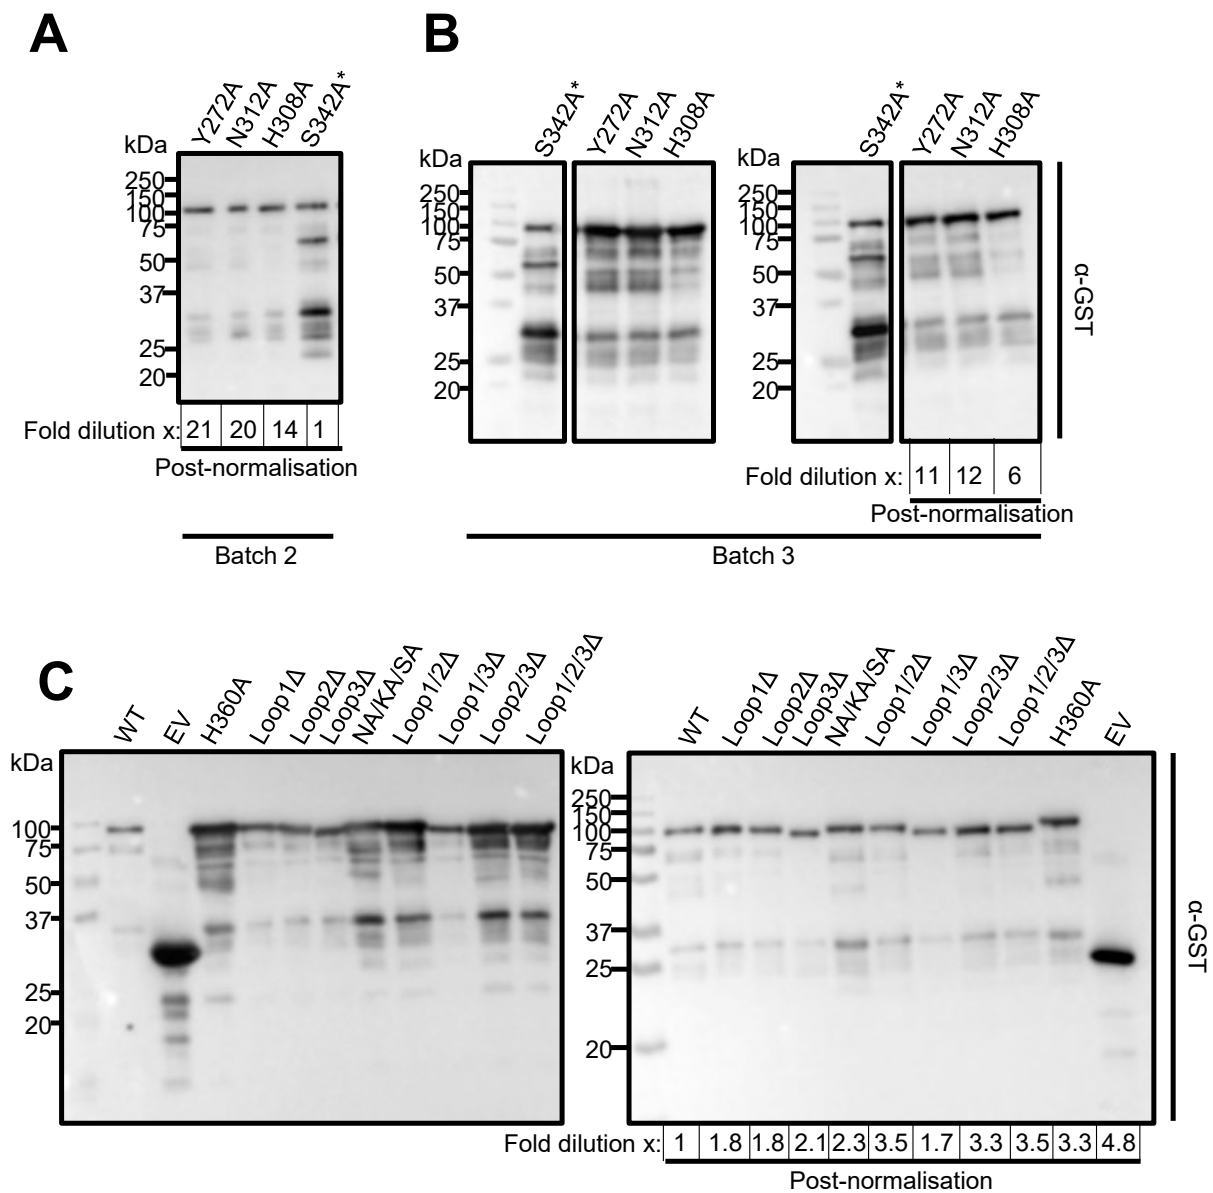 A
Y272A N312A H308A S342A*
kDa
250
150
100
75
50
37
25
20
Fold dilution x: 21 20 14 1
Post-normalisation
Batch 2
B
S342A* Y272A N312A H308A
kDa
250
150
100
75
50
37
25
20
S342A* Y272A N312A H308A
kDa
250
150
100
75
50
37
25
20
α-GST
Fold dilution x: 11 12 6
Post-normalisation
Batch 3
C
WT EV H360A Loop1Δ Loop2Δ Loop3Δ NA/KA/SA Loop1/2Δ Loop1/3Δ Loop2/3Δ Loop1/2/3Δ
kDa
100
75
50
37
25
20
WT Loop1Δ Loop2Δ Loop3Δ NA/KA/SA Loop1/2Δ Loop1/3Δ Loop2/3Δ Loop1/2/3Δ H360A EV
kDa
250
150
100
75
50
37
25
20
α-GST
Fold dilution x: 1 1.8 1.8 2.1 2.3 3.5 1.7 3.3 3.5 3.3 4.8
Post-normalisation